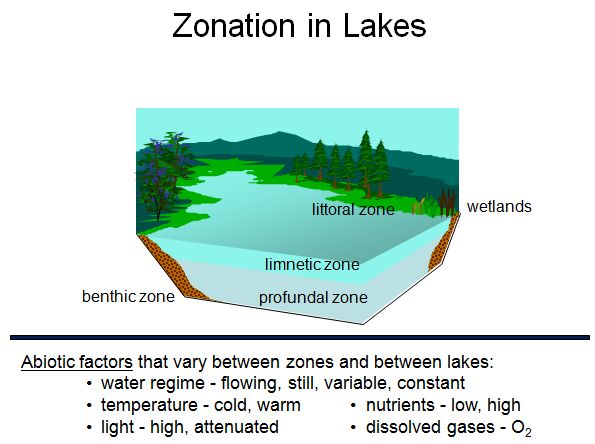 Zonation in Lakes
littoral zone
wetlands
limnetic zone
benthic zone
profundal zone
Abiotic factors that vary between zones and between lakes:
• water regime - flowing, still, variable, constant
• temperature - cold, warm • nutrients - low, high
• light - high, attenuated • dissolved gases - O₂